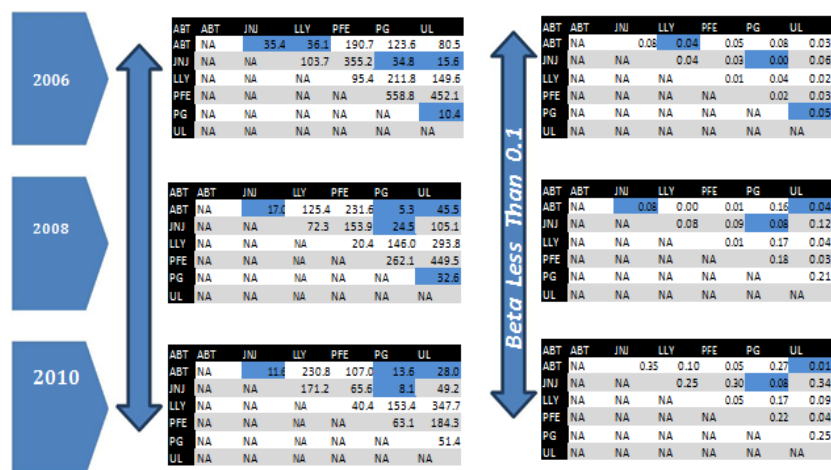 ABT ABT JNJ LLY PFE PG UL
ABT NA 35.4 36.1 190.7 123.6 80.5
JNJ NA NA 103.7 355.2 34.8 15.6
LLY NA NA NA 95.4 211.8 149.6
PFE NA NA NA NA 558.8 452.1
PG NA NA NA NA NA 10.4
UL NA NA NA NA NA NA
ABT ABT JNJ LLY PFE PG UL
ABT NA 0.08 0.04 0.05 0.08 0.03
JNJ NA NA 0.04 0.03 0.00 0.06
LLY NA NA NA 0.01 0.04 0.02
PFE NA NA NA NA 0.02 0.03
PG NA NA NA NA NA 0.05
UL NA NA NA NA NA NA
2006
ABT ABT JNJ LLY PFE PG UL
ABT NA 17.0 125.4 231.6 5.3 45.5
JNJ NA NA 72.3 153.9 24.5 105.1
LLY NA NA NA 20.4 146.0 293.8
PFE NA NA NA NA 262.1 449.5
PG NA NA NA NA NA 32.6
UL NA NA NA NA NA NA
ABT ABT JNJ LLY PFE PG UL
ABT NA 0.08 0.00 0.01 0.16 0.04
JNJ NA NA 0.08 0.09 0.08 0.12
LLY NA NA NA 0.01 0.17 0.04
PFE NA NA NA NA 0.18 0.03
PG NA NA NA NA NA 0.21
UL NA NA NA NA NA NA
2008
Beta Less Than 0.1
ABT ABT JNJ LLY PFE PG UL
ABT NA 11.6 230.8 107.0 13.6 28.0
JNJ NA NA 171.2 65.6 8.1 49.2
LLY NA NA NA 40.4 153.4 347.7
PFE NA NA NA NA 63.1 184.3
PG NA NA NA NA NA 51.4
UL NA NA NA NA NA NA
ABT ABT JNJ LLY PFE PG UL
ABT NA 0.35 0.10 0.05 0.27 0.01
JNJ NA NA 0.25 0.30 0.08 0.34
LLY NA NA NA 0.05 0.17 0.09
PFE NA NA NA NA 0.22 0.04
PG NA NA NA NA NA 0.25
UL NA NA NA NA NA NA
2010